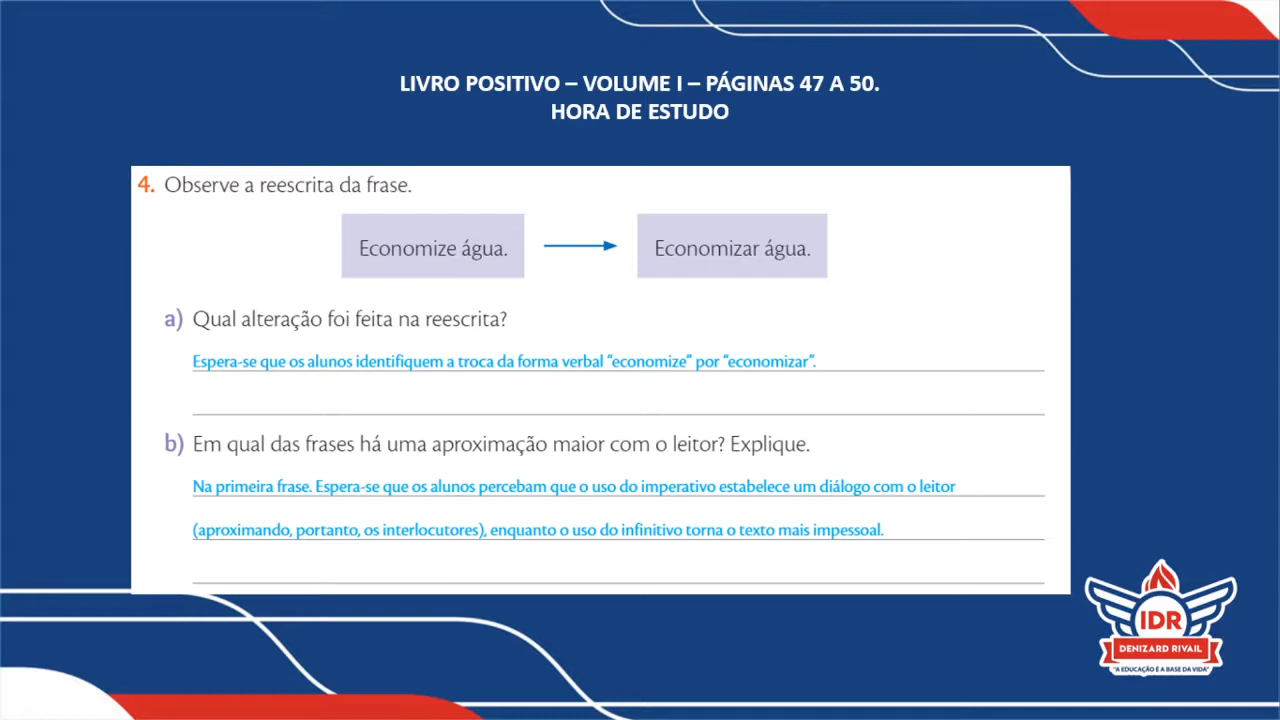 LIVRO POSITIVO – VOLUME I – PÁGINAS 47 A 50.
HORA DE ESTUDO
4. Observe a reescrita da frase.
Economize água.
Economizar água.
a) Qual alteração foi feita na reescrita?
Espera-se que os alunos identifiquem a troca da forma verbal “economize” por “economizar”.
b) Em qual das frases há uma aproximação maior com o leitor? Explique.
Na primeira frase. Espera-se que os alunos percebam que o uso do imperativo estabelece um diálogo com o leitor
(aproximando, portanto, os interlocutores), enquanto o uso do infinitivo torna o texto mais impessoal.
IDR
DENIZARD RIVAIL
"A EDUCAÇÃO É A BASE DA VIDA"